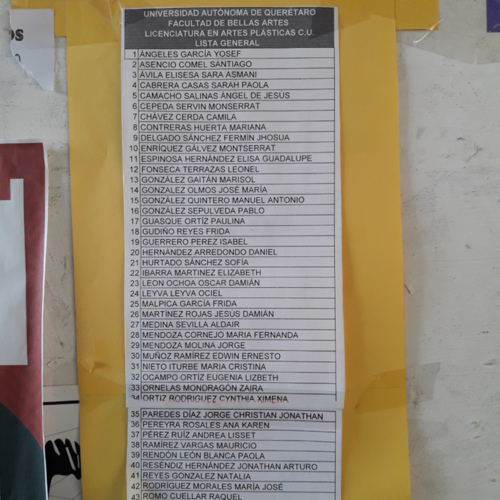 os
UNIVERSIDAD AUTÓNOMA DE QUERÉTARO
FACULTAD DE BELLAS ARTES
LICENCIATURA EN ARTES PLÁSTICAS C.U.
LISTA GENERAL
1 ÁNGELES GARCÍA YOSEF
2 ASENCIO COMEL SANTIAGO
3 ÁVILA ELISESA SARA ASMANI
4 CABRERA CASAS SARAH PAOLA
5 CAMACHO SALINAS ÁNGEL DE JESÚS
6 CEPEDA SERVIN MONSERRAT
7 CHÁVEZ CERDA CAMILA
8 CONTRERAS HUERTA MARIANA
9 DELGADO SÁNCHEZ FERMÍN JHOSUA
10 ENRÍQUEZ GÁLVEZ MONTSERRAT
11 ESPINOSA HERNÁNDEZ ELISA GUADALUPE
12 FONSECA TERRAZAS LEONEL
13 GONZÁLEZ GAITÁN MARISOL
14 GONZÁLEZ OLMOS JOSÉ MARÍA
15 GONZÁLEZ QUINTERO MANUEL ANTONIO
16 GONZÁLEZ SEPULVEDA PABLO
17 GUASQUE ORTÍZ PAULINA
18 GUDIÑO REYES FRIDA
19 GUERRERO PEREZ ISABEL
20 HERNÁNDEZ ARREDONDO DANIEL
21 HURTADO SÁNCHEZ SOFÍA
22 IBARRA MARTINEZ ELIZABETH
23 LEON OCHOA OSCAR DAMIÁN
24 LEYVA LEYVA OCIEL
25 MALPICA GARCÍA FRIDA
26 MARTÍNEZ ROJAS JESÚS DAMIÁN
27 MEDINA SEVILLA ALDAIR
28 MENDOZA CORNEJO MARIA FERNANDA
29 MENDOZA MOLINA JORGE
30 MUÑOZ RAMÍREZ EDWIN ERNESTO
31 NIETO ITURBE MARIA CRISTINA
32 OCAMPO ORTÍZ EUGENIA LIZBETH
33 ORNELAS MONDRAGÓN ZAIRA
34 ORTIZ RODRIGUEZ CYNTHIA XIMENA
35 PAREDES DÍAZ JORGE CHRISTIAN JONATHAN
36 PEREYRA ROSALES ANA KAREN
37 PÉREZ RUÍZ ANDREA LISSET
38 RAMÍREZ VARGAS MAURICIO
39 RENDÓN LEÓN BLANCA PAOLA
40 RESÉNDIZ HERNÁNDEZ JONATHAN ARTURO
41 REYES GONZALEZ NATALIA
42 RODRÍGUEZ MORALES MARÍA JOSÉ
43 ROMO CUELLAR RAQUEL